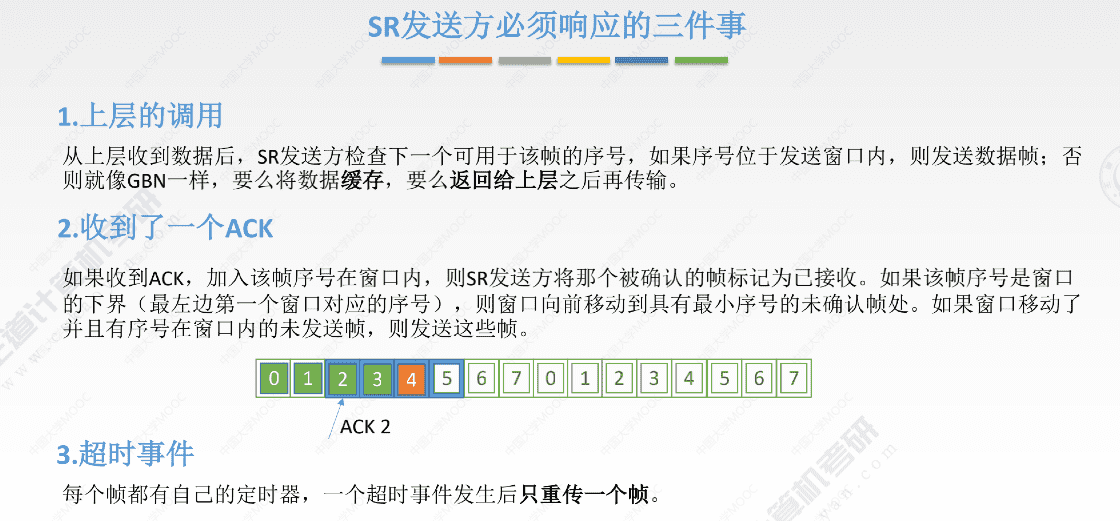 SR发送方必须响应的三件事
1.上层的调用
从上层收到数据后，SR发送方检查下一个可用于该帧的序号，如果序号位于发送窗口内，则发送数据帧；否
则就像GBN一样，要么将数据缓存，要么返回给上层之后再传输。
2.收到了一个ACK
如果收到ACK，加入该帧序号在窗口内，则SR发送方将那个被确认的帧标记为已接收。如果该帧序号是窗口
的下界（最左边第一个窗口对应的序号），则窗口向前移动到具有最小序号的未确认帧处。如果窗口移动了
并且有序号在窗口内的未发送帧，则发送这些帧。
0 1 2 3 4 5 6 7 0 1 2 3 4 5 6 7
ACK 2
3.超时事件
每个帧都有自己的定时器，一个超时事件发生后只重传一个帧。